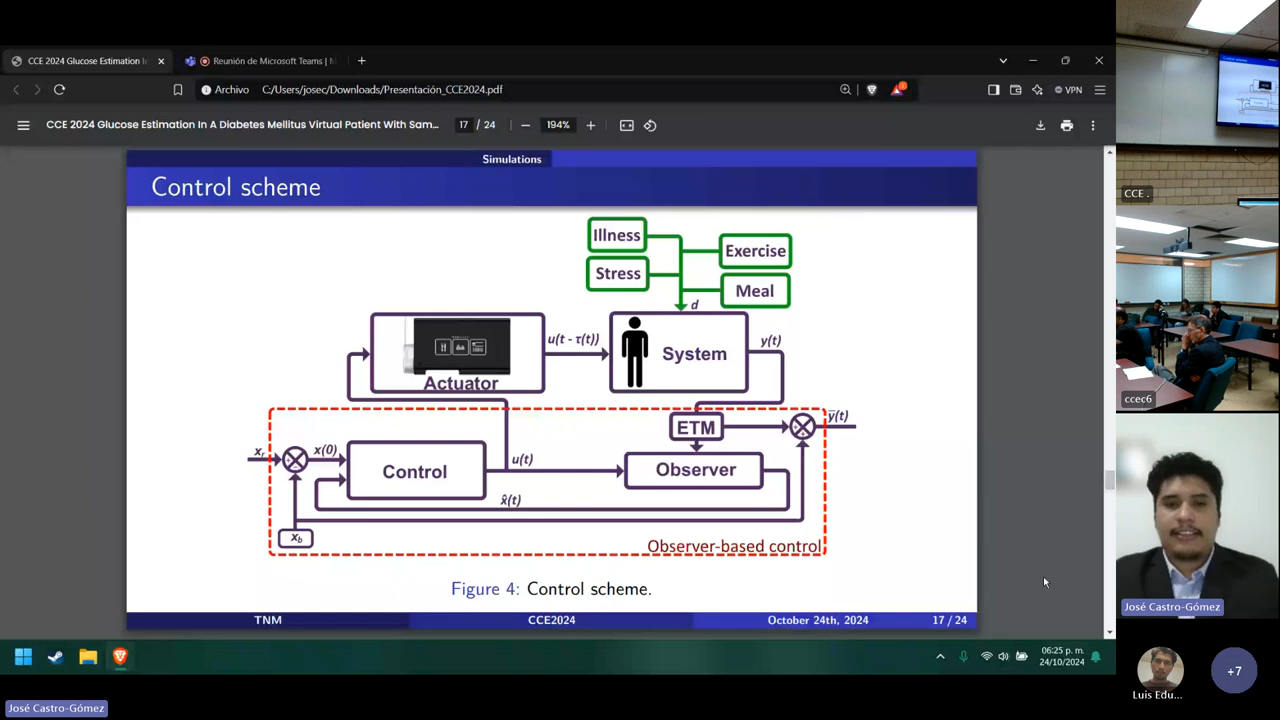 CCE 2024 Glucose Estimation In
Reunión de Microsoft Teams |
Archivo
C:/Users/josec/Downloads/Presentación_CCE2024.pdf
VPN
CCE 2024 Glucose Estimation In A Diabetes Mellitus Virtual Patient With Sam...
17 / 24
194%
Simulations
Control scheme
Illness
Exercise
Stress
Meal
d
u(t - τ(t))
y(t)
System
Actuator
ETM
ȳ(t)
xr
x(0)
Control
u(t)
Observer
x̂(t)
xb
Observer-based control
Figure 4: Control scheme.
TNM
CCE2024
October 24th, 2024
17 / 24
06:25 p. m.
24/10/2024
José Castro-Gómez
CCE .
ccec6
José Castro-Gómez
Luis Edu...
+7